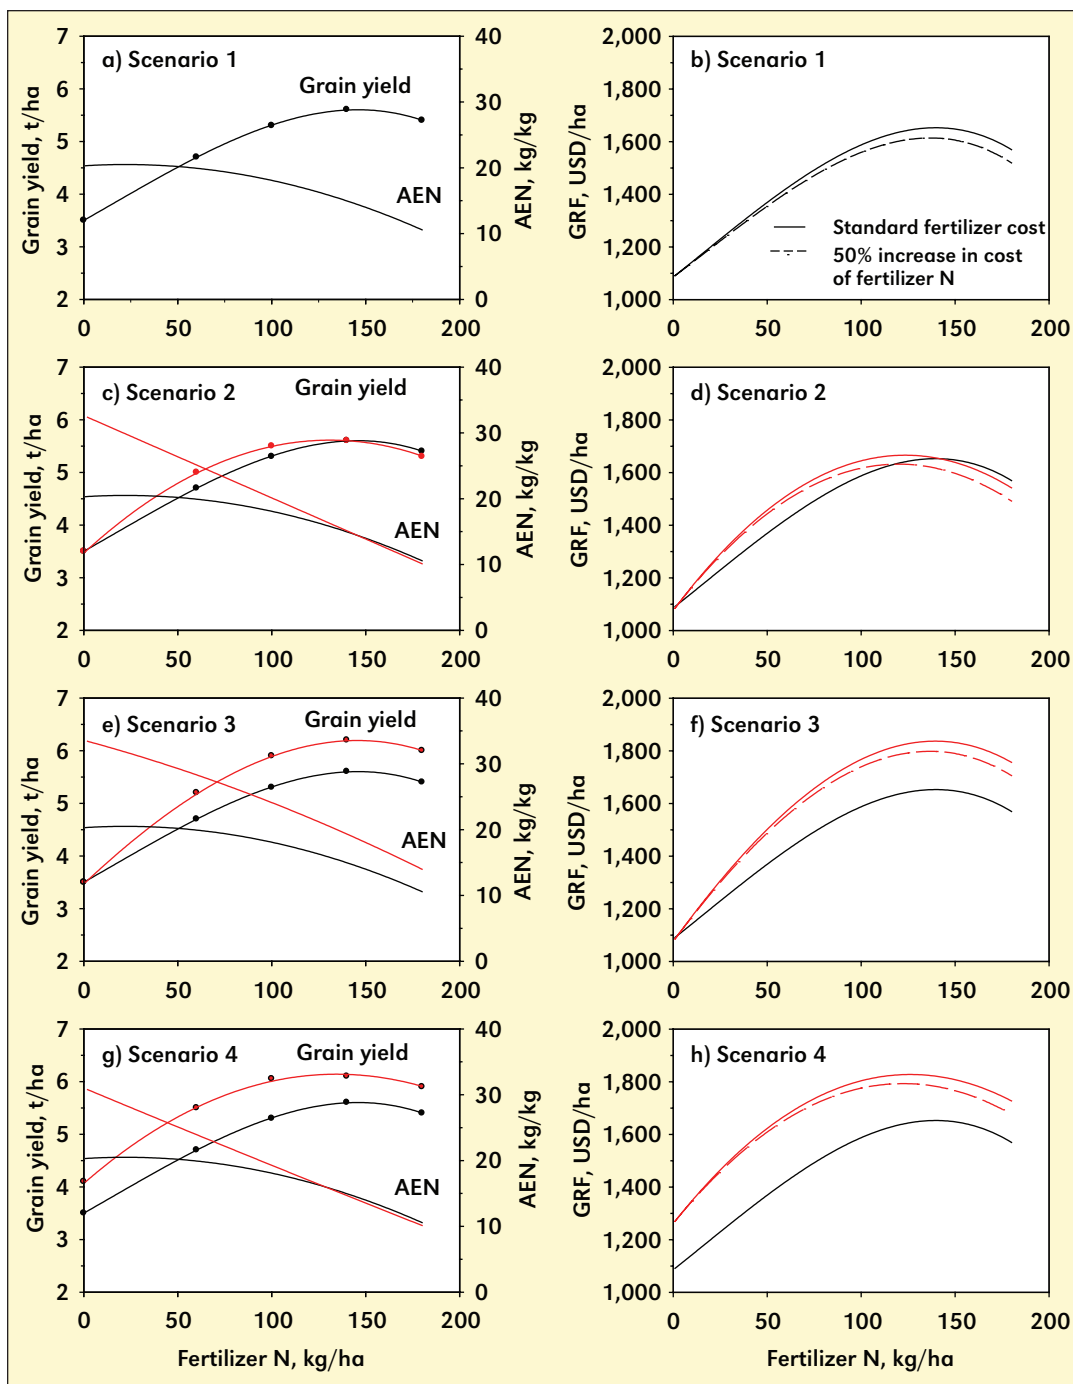 a) Scenario 1
Grain yield
AEN
Grain yield, t/ha
AEN, kg/kg
7
6
5
4
3
2
40
30
20
10
0
0 50 100 150 200
b) Scenario 1
Standard fertilizer cost
50% increase in cost
of fertilizer N
GRF, USD/ha
2,000
1,800
1,600
1,400
1,200
1,000
0 50 100 150 200
c) Scenario 2
Grain yield
AEN
Grain yield, t/ha
AEN, kg/kg
7
6
5
4
3
2
40
30
20
10
0
0 50 100 150 200
d) Scenario 2
GRF, USD/ha
2,000
1,800
1,600
1,400
1,200
1,000
0 50 100 150 200
e) Scenario 3
Grain yield
AEN
Grain yield, t/ha
AEN, kg/kg
7
6
5
4
3
2
40
30
20
10
0
0 50 100 150 200
f) Scenario 3
GRF, USD/ha
2,000
1,800
1,600
1,400
1,200
1,000
0 50 100 150 200
g) Scenario 4
Grain yield
AEN
Grain yield, t/ha
AEN, kg/kg
7
6
5
4
3
2
40
30
20
10
0
0 50 100 150 200
Fertilizer N, kg/ha
h) Scenario 4
GRF, USD/ha
2,000
1,800
1,600
1,400
1,200
1,000
0 50 100 150 200
Fertilizer N, kg/ha